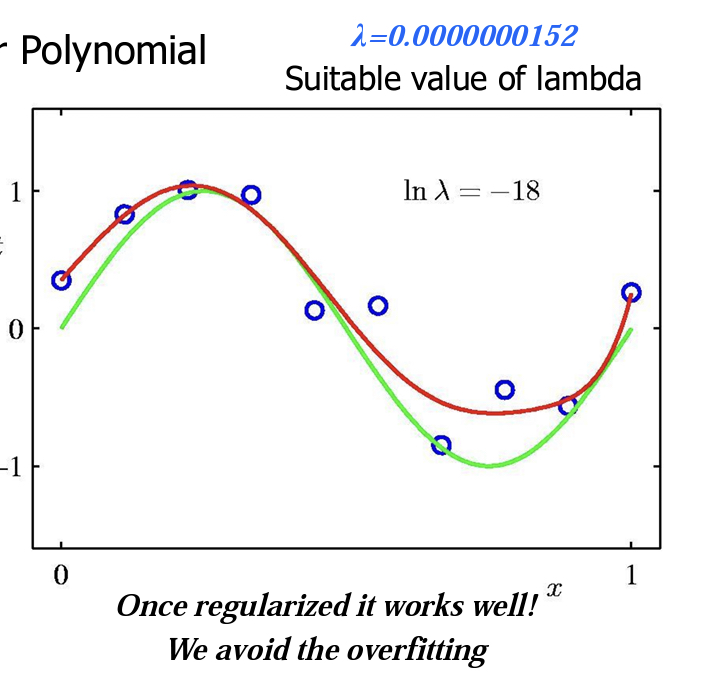 λ=0.0000000152
r Polynomial
Suitable value of lambda
ln λ = −18
1
0
−1
t
0
1
x
Once regularized it works well!
We avoid the overfitting